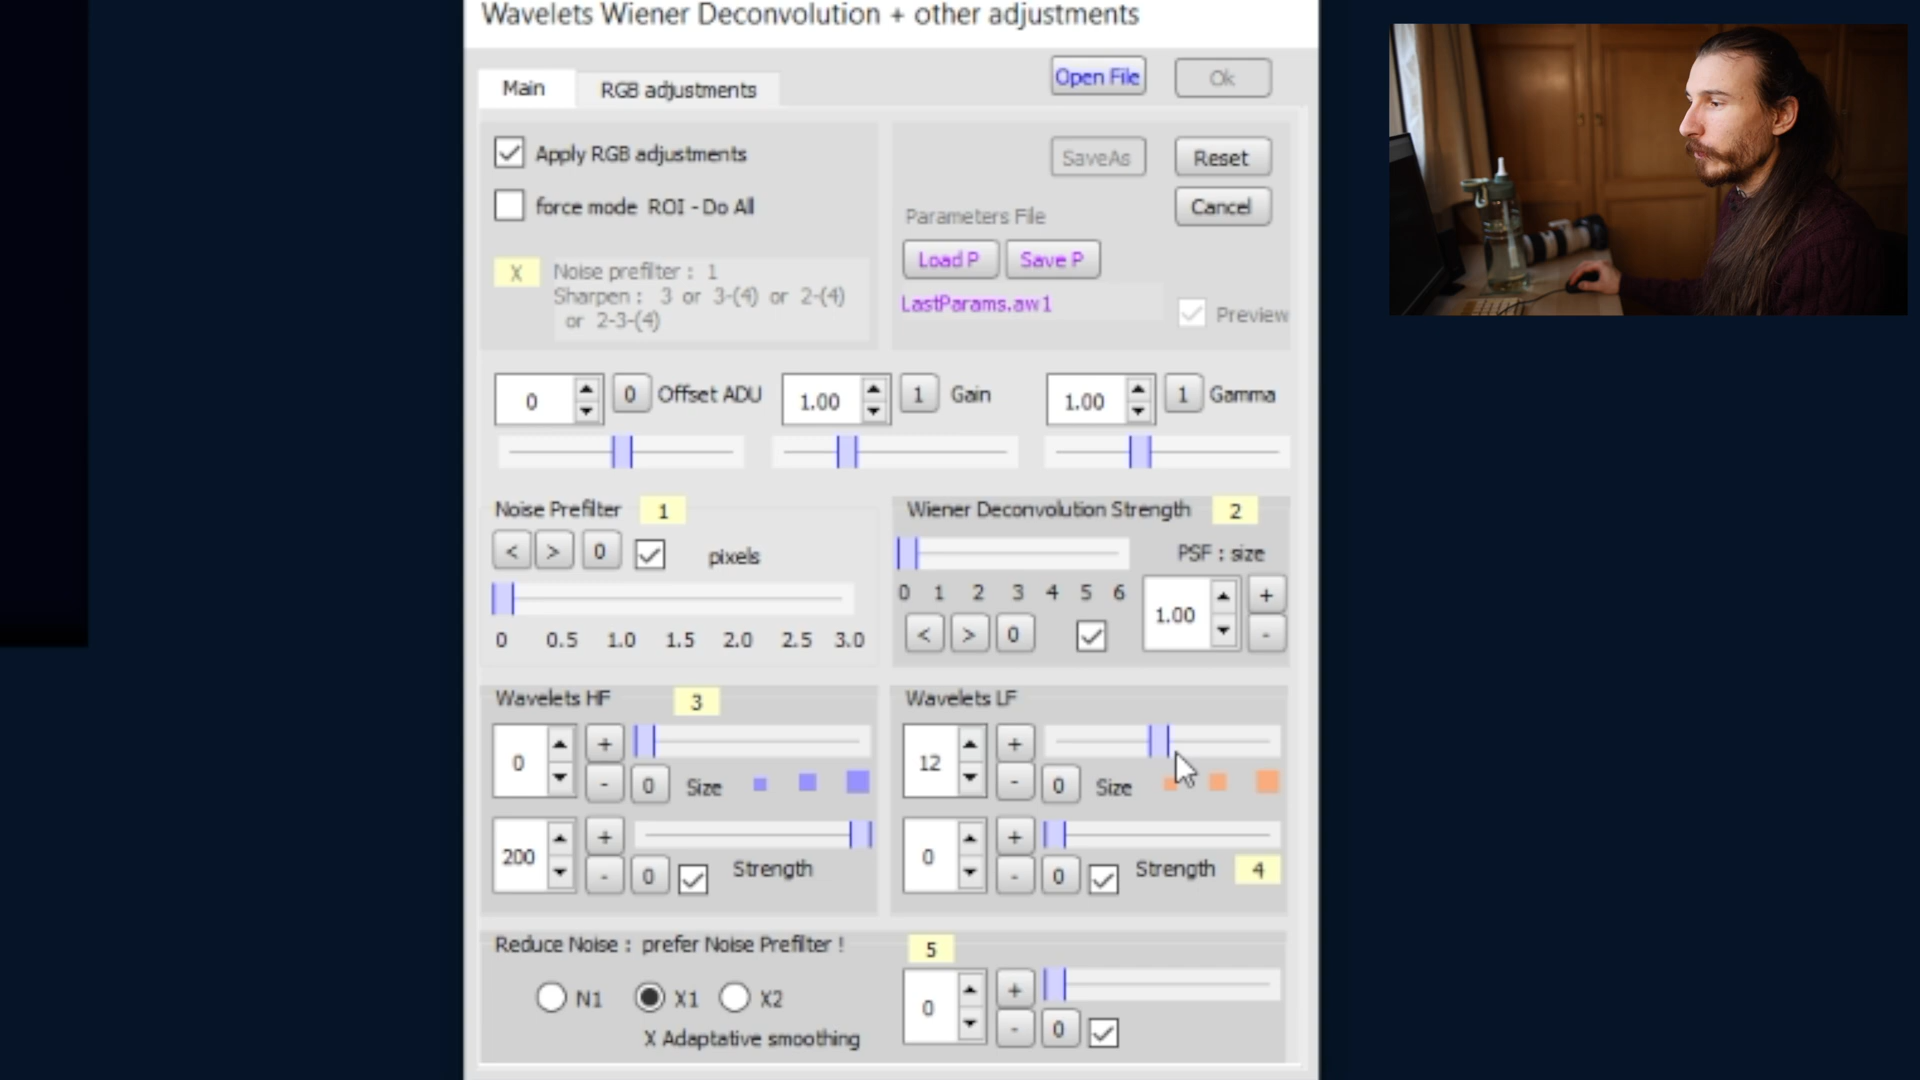 Wavelets Wiener Deconvolution + other adjustments
Main
RGB adjustments
Open File
Ok
Apply RGB adjustments
SaveAs
Reset
force mode ROI - Do All
Cancel
Parameters File
Load P
Save P
X
Noise prefilter : 1
Sharpen : 3 or 3-(4) or 2-(4)
or 2-3-(4)
LastParams.aw1
Preview
0
0
Offset ADU
1.00
1
Gain
1.00
1
Gamma
Noise Prefilter
1
< > 0
pixels
0 0.5 1.0 1.5 2.0 2.5 3.0
Wiener Deconvolution Strength
2
PSF : size
0 1 2 3 4 5 6
1.00
+
-
< > 0
Wavelets HF
3
0
+
-
0
Size
200
+
-
0
Strength
Wavelets LF
12
+
-
0
Size
0
+
-
0
Strength
4
Reduce Noise : prefer Noise Prefilter !
5
N1
X1
X2
X Adaptative smoothing
0
+
-
0